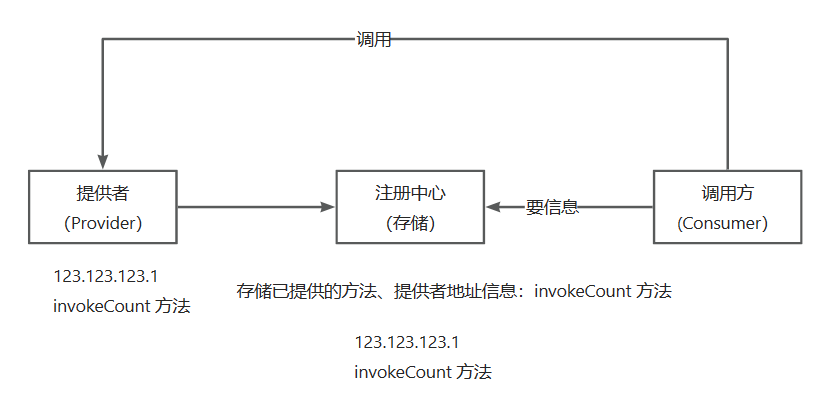 调用
提供者
（Provider）
注册中心
（存储）
要信息
调用方
（Consumer）
123.123.123.1
invokeCount 方法
存储已提供的方法、提供者地址信息：invokeCount 方法
123.123.123.1
invokeCount 方法